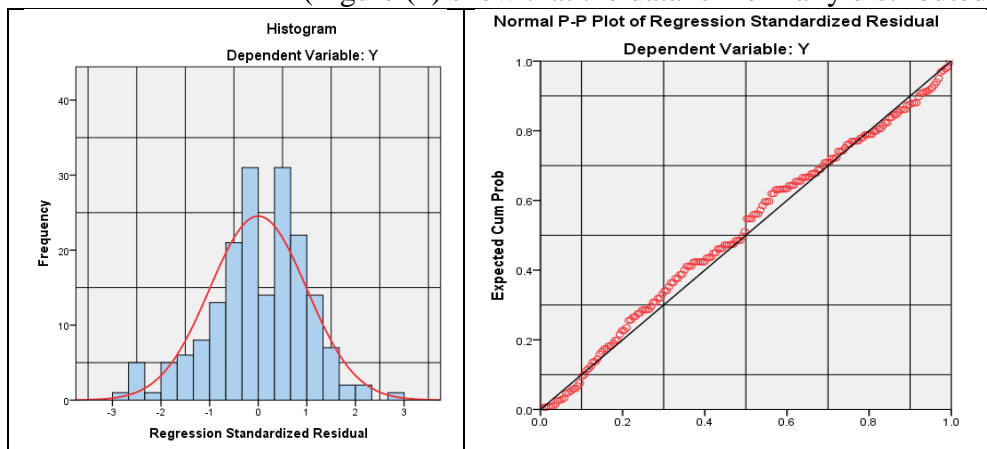 Histogram
Dependent Variable: Y
Frequency
40
30
20
10
0
-3 -2 -1 0 1 2 3
Regression Standardized Residual
Normal P-P Plot of Regression Standardized Residual
Dependent Variable: Y
Expected Cum Prob
1.0
0.8
0.6
0.4
0.2
0.0
0.0 0.2 0.4 0.6 0.8 1.0